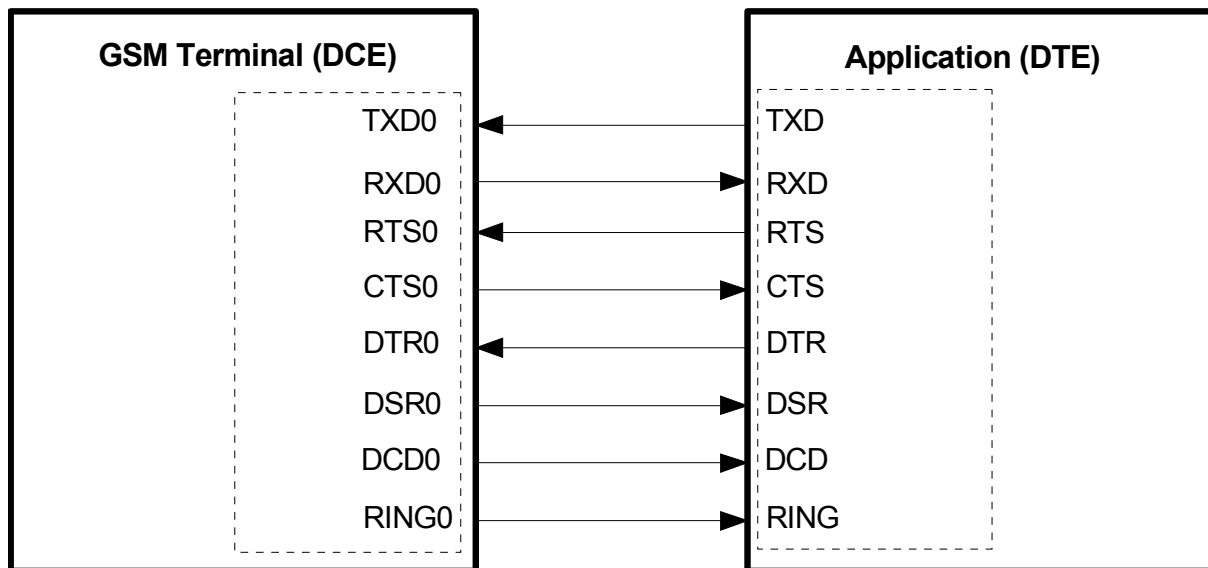 GSM Terminal (DCE)
Application (DTE)
TXD0
TXD
RXD0
RXD
RTS0
RTS
CTS0
CTS
DTR0
DTR
DSR0
DSR
DCD0
DCD
RING0
RING